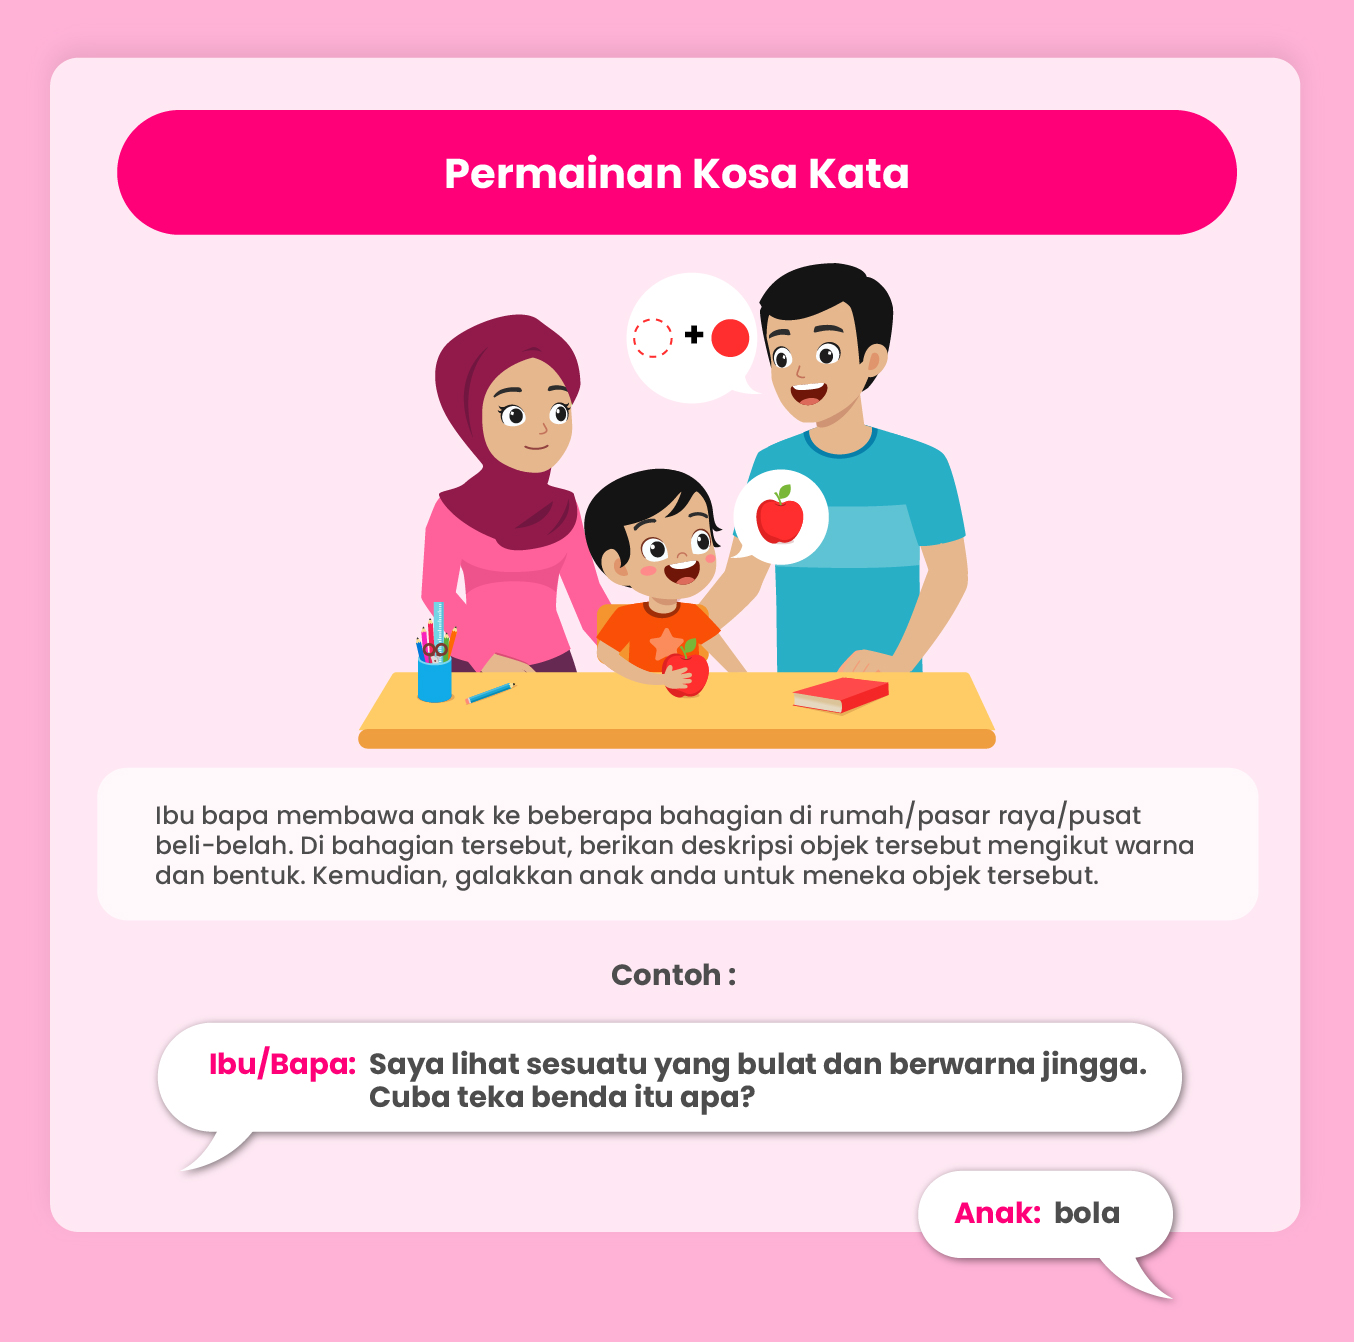 Permainan Kosa Kata
Ibu bapa membawa anak ke beberapa bahagian di rumah/pasar raya/pusat
beli-belah. Di bahagian tersebut, berikan deskripsi objek tersebut mengikut warna
dan bentuk. Kemudian, galakkan anak anda untuk meneka objek tersebut.
Contoh :
Ibu/Bapa: Saya lihat sesuatu yang bulat dan berwarna jingga.
Cuba teka benda itu apa?
Anak: bola